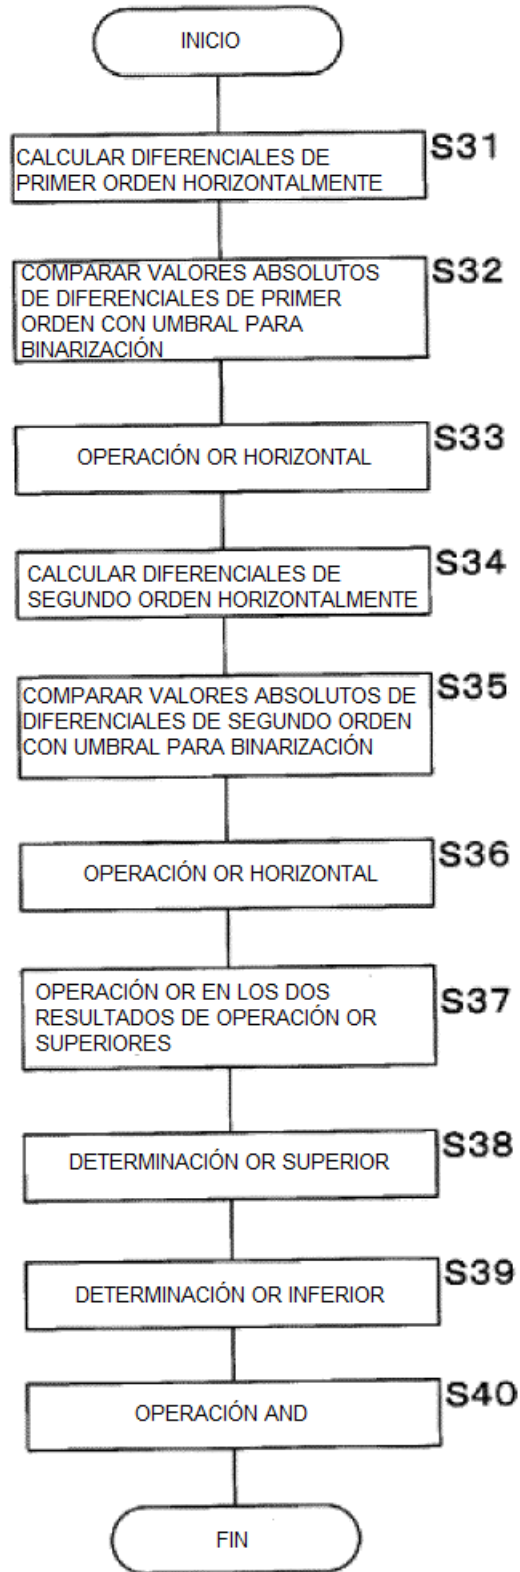 INICIO
S31
CALCULAR DIFERENCIALES DE
PRIMER ORDEN HORIZONTALMENTE
S32
COMPARAR VALORES ABSOLUTOS
DE DIFERENCIALES DE PRIMER
ORDEN CON UMBRAL PARA
BINARIZACIÓN
S33
OPERACIÓN OR HORIZONTAL
S34
CALCULAR DIFERENCIALES DE
SEGUNDO ORDEN HORIZONTALMENTE
S35
COMPARAR VALORES ABSOLUTOS DE
DIFERENCIALES DE SEGUNDO ORDEN
CON UMBRAL PARA BINARIZACIÓN
S36
OPERACIÓN OR HORIZONTAL
S37
OPERACIÓN OR EN LOS DOS
RESULTADOS DE OPERACIÓN OR
SUPERIORES
S38
DETERMINACIÓN OR SUPERIOR
S39
DETERMINACIÓN OR INFERIOR
S40
OPERACIÓN AND
FIN